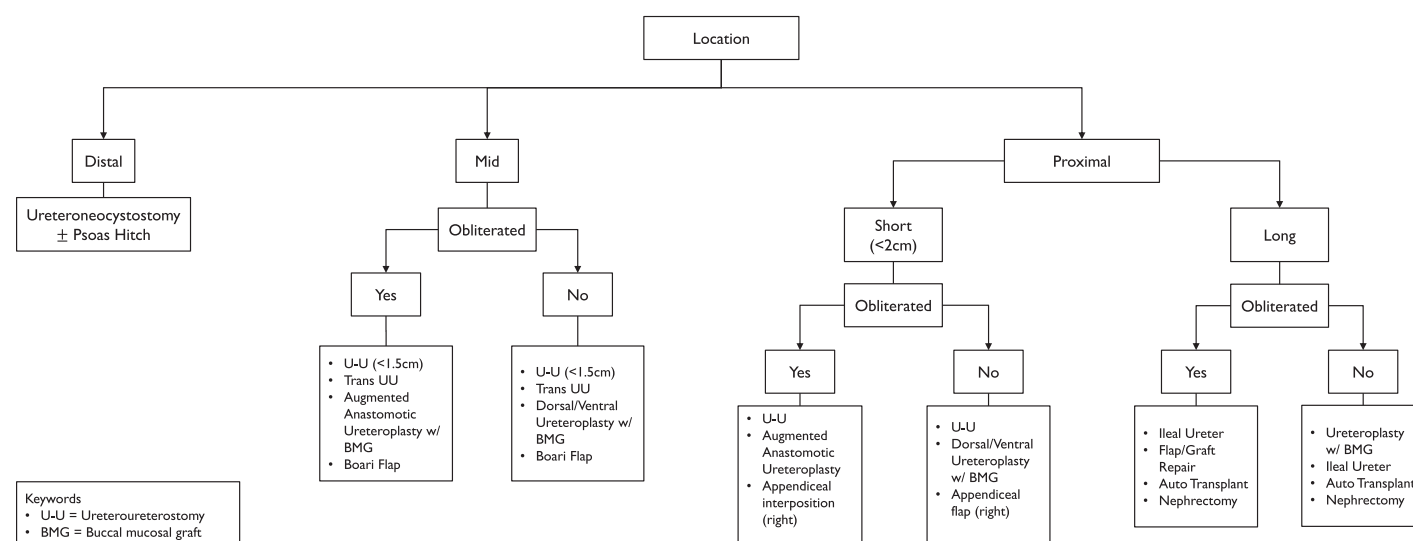 Location
Distal
Mid
Proximal
Ureteroneocystostomy
± Psoas Hitch
Obliterated
Short
(<2cm)
Long
Yes
No
Obliterated
Obliterated
• U-U (<1.5cm)
• Trans UU
• Augmented
Anastomotic
Ureteroplasty w/
BMG
• Boari Flap
• U-U (<1.5cm)
• Trans UU
• Dorsal/Ventral
Ureteroplasty w/
BMG
• Boari Flap
Yes
No
Yes
No
• U-U
• Augmented
Anastomotic
Ureteroplasty
• Appendiceal
interposition
(right)
• U-U
• Dorsal/Ventral
Ureteroplasty
w/ BMG
• Appendiceal
flap (right)
• Ileal Ureter
• Flap/Graft
Repair
• Auto Transplant
• Nephrectomy
• Ureteroplasty
w/ BMG
• Ileal Ureter
• Auto Transplant
• Nephrectomy
Keywords
• U-U = Ureteroureterostomy
• BMG = Buccal mucosal graft